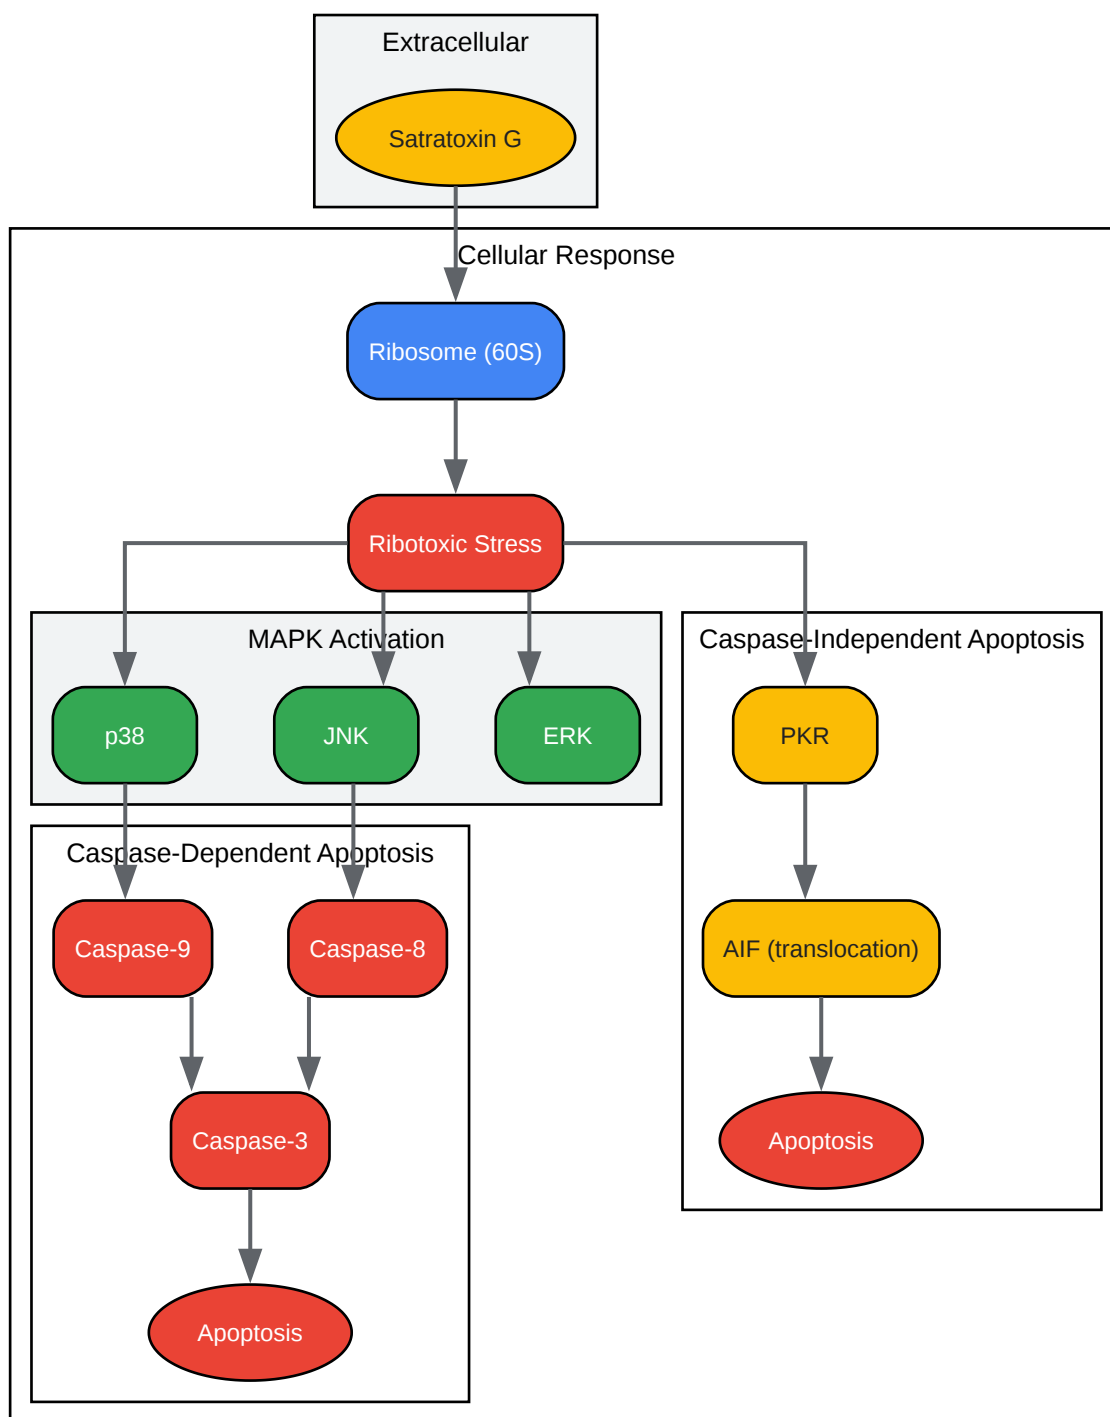 Extracellular
Satratoxin G
Cellular Response
Ribosome (60S)
Ribotoxic Stress
MAPK Activation
Caspase-Independent Apoptosis
p38
JNK
ERK
PKR
Caspase-Dependent Apoptosis
Caspase-9
Caspase-8
AIF (translocation)
Caspase-3
Apoptosis
Apoptosis